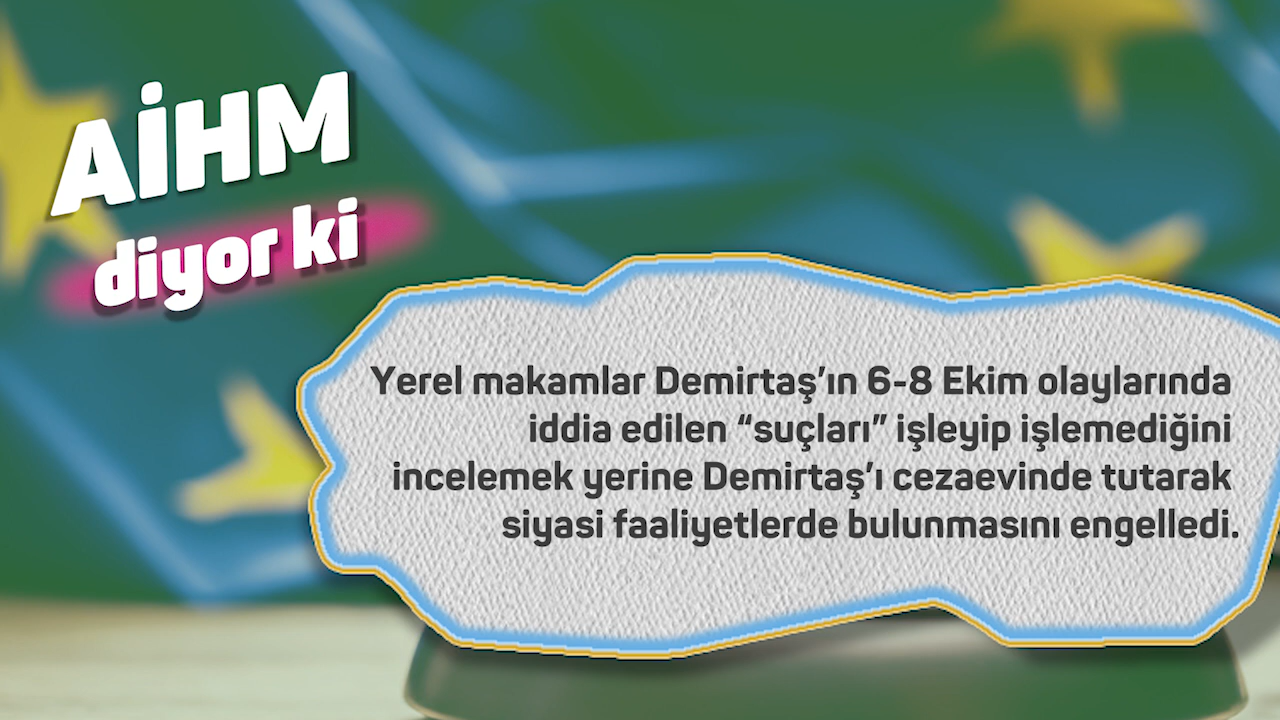 AİHM
diyor ki
Yerel makamlar Demirtaş’ın 6-8 Ekim olaylarında
iddia edilen “suçları” işleyip işlemediğini
incelemek yerine Demirtaş’ı cezaevinde tutarak
siyasi faaliyetlerde bulunmasını engelledi.